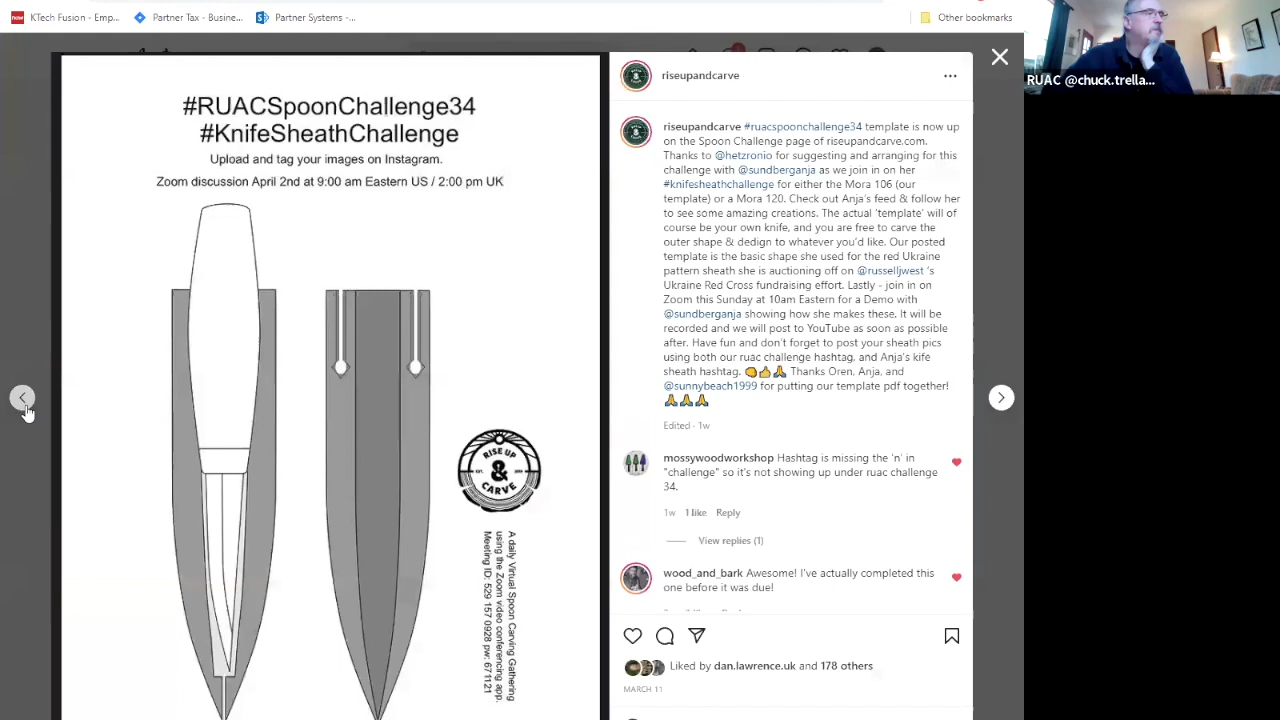 KTech Fusion - Emp...
Partner Tax - Busine...
Partner Systems -...
Other bookmarks
RUAC @chuck.trella...
#RUACSpoonChallenge34
#KnifeSheathChallenge
Upload and tag your images on Instagram.
Zoom discussion April 2nd at 9:00 am Eastern US / 2:00 pm UK
RISE UP
&
CARVE
A daily Virtual Spoon Carving Gathering
using the Zoom video conferencing app.
Meeting ID: 529 157 0928 pw: 671121
riseupandcarve
riseupandcarve #ruacspoonchallenge34 template is now up
on the Spoon Challenge page of riseupandcarve.com.
Thanks to @hetzronio for suggesting and arranging for this
challenge with @sundberganja as we join in on her
#knifesheathchallenge for either the Mora 106 (our
template) or a Mora 120. Check out Anja's feed & follow her
to see some amazing creations. The actual 'template' will of
course be your own knife, and you are free to carve the
outer shape & dedign to whatever you'd like. Our posted
template is the basic shape she used for the red Ukraine
pattern sheath she is auctioning off on @russelljwest 's
Ukraine Red Cross fundraising effort. Lastly - join in on
Zoom this Sunday at 10am Eastern for a Demo with
@sundberganja showing how she makes these. It will be
recorded and we will post to YouTube as soon as possible
after. Have fun and don't forget to post your sheath pics
using both our ruac challenge hashtag, and Anja's kife
sheath hashtag. 👊👍🙏 Thanks Oren, Anja, and
@sunnybeach1999 for putting our template pdf together!
🙏🙏🙏
Edited · 1w
mossywoodworkshop Hashtag is missing the 'n' in
"challenge" so it's not showing up under ruac challenge
34.
1w 1 like Reply
View replies (1)
wood_and_bark Awesome! I've actually completed this
one before it was due!
Liked by dan.lawrence.uk and 178 others
MARCH 11